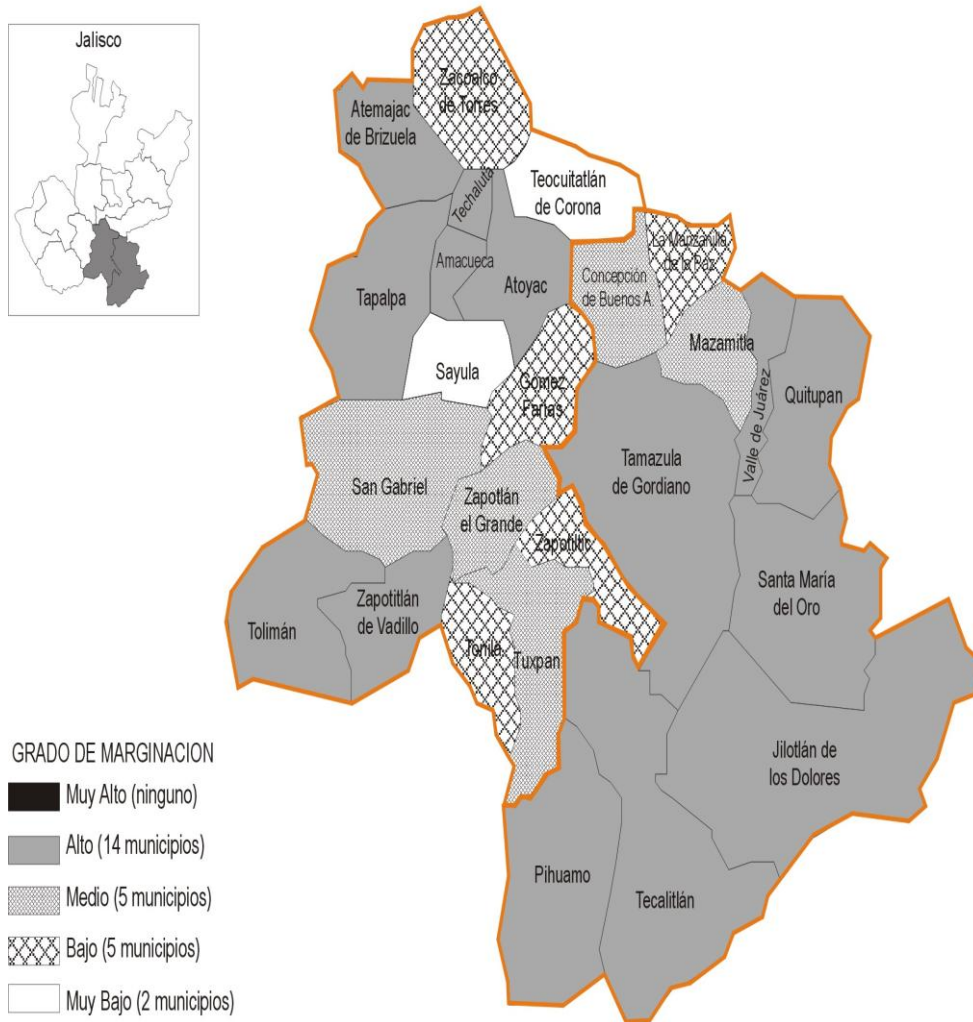 Jalisco
Zacoalco
de Torres
Atemajac
de Brizuela
Techaluta
Teocuitatlán
de Corona
La Manzanilla
de la Paz
Amacueca
Atoyac
Concepción
de Buenos A
Tapalpa
Mazamitla
Sayula
Gómez
Farías
Valle de Juárez
Quitupan
Tamazula
de Gordiano
San Gabriel
Zapotlán
el Grande
Zapotiltic
Santa María
del Oro
Tolimán
Zapotitlán
de Vadillo
Tonila
Tuxpan
Jilotlán de
los Dolores
Pihuamo
Tecalitlán
GRADO DE MARGINACION
Muy Alto (ninguno)
Alto (14 municipios)
Medio (5 municipios)
Bajo (5 municipios)
Muy Bajo (2 municipios)